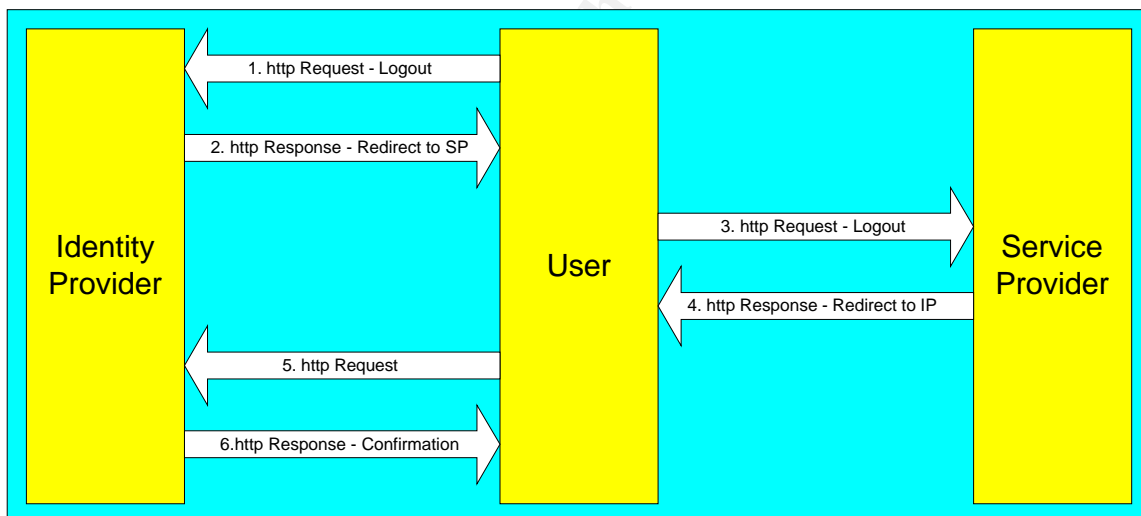 1. http Request - Logout
2. http Response - Redirect to SP
3. http Request - Logout
Identity
Provider
User
Service
Provider
4. http Response - Redirect to IP
5. http Request
6.http Response - Confirmation